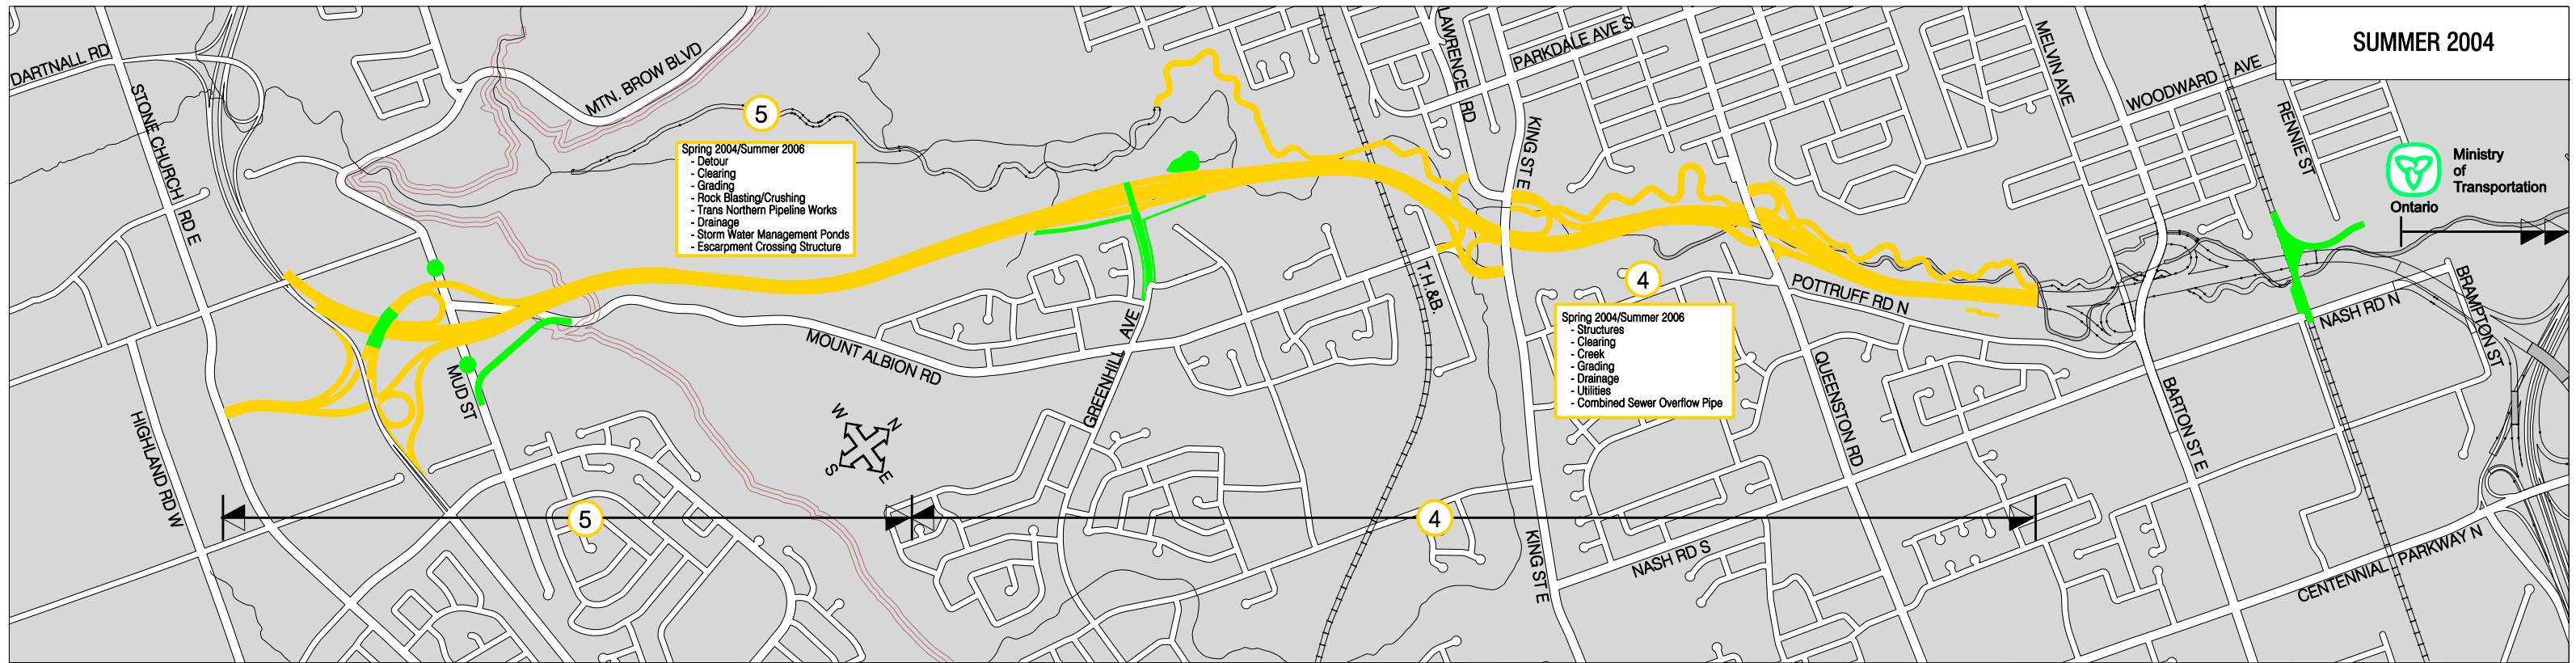 SUMMER 2004
DARTNALL RD
STONE CHURCH RD E
MTN. BROW BLVD
5
Spring 2004/Summer 2006
- Detour
- Clearing
- Grading
- Rock Blasting/Crushing
- Trans Northern Pipeline Works
- Drainage
- Storm Water Management Ponds
- Escarpment Crossing Structure
LAWRENCE RD
PARKDALE AVE S
KING ST E
MELVIN AVE
WOODWARD AVE
RENNIE ST
Ministry
of
Transportation
Ontario
T.H.&B.
4
Spring 2004/Summer 2006
- Structures
- Clearing
- Creek
- Grading
- Drainage
- Utilities
- Combined Sewer Overflow Pipe
POTTRUFF RD N
NASH RD N
BRAMPTON ST
MOUNT ALBION RD
GREENHILL AVE
MUD ST
HIGHLAND RD W
QUEENSTON RD
BARTON ST E
W
N
S
E
5
4
KING ST E
NASH RD S
CENTENNIAL PARKWAY N